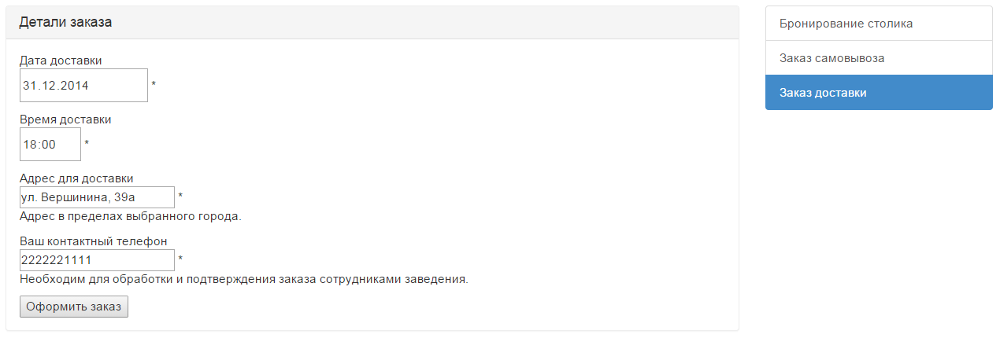 Детали заказа
Дата доставки
31.12.2014 *
Время доставки
18:00 *
Адрес для доставки
ул. Вершинина, 39а *
Адрес в пределах выбранного города.
Ваш контактный телефон
2222221111 *
Необходим для обработки и подтверждения заказа сотрудниками заведения.
Оформить заказ
Бронирование столика
Заказ самовывоза
Заказ доставки